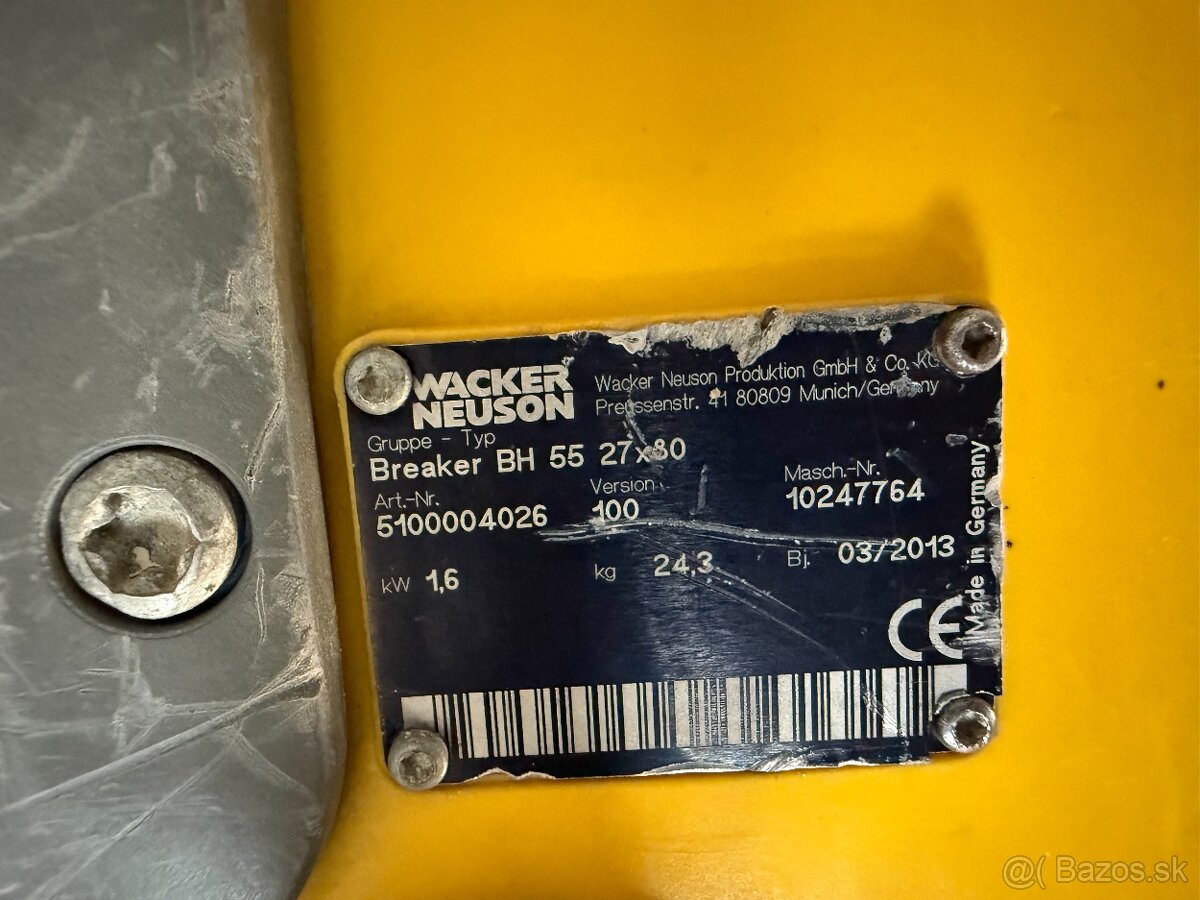 WACKER
NEUSON
Wacker Neuson Produktion GmbH & Co. KG
Preussenstr. 41 80809 Munich/Germany
Gruppe - Typ
Breaker BH 55 27x80
Art.-Nr.
5100004026
Version
100
Masch.-Nr.
10247764
kW 1,6
kg 24,3
Bj. 03/2013
Made in Germany
CE
@( Bazos.sk